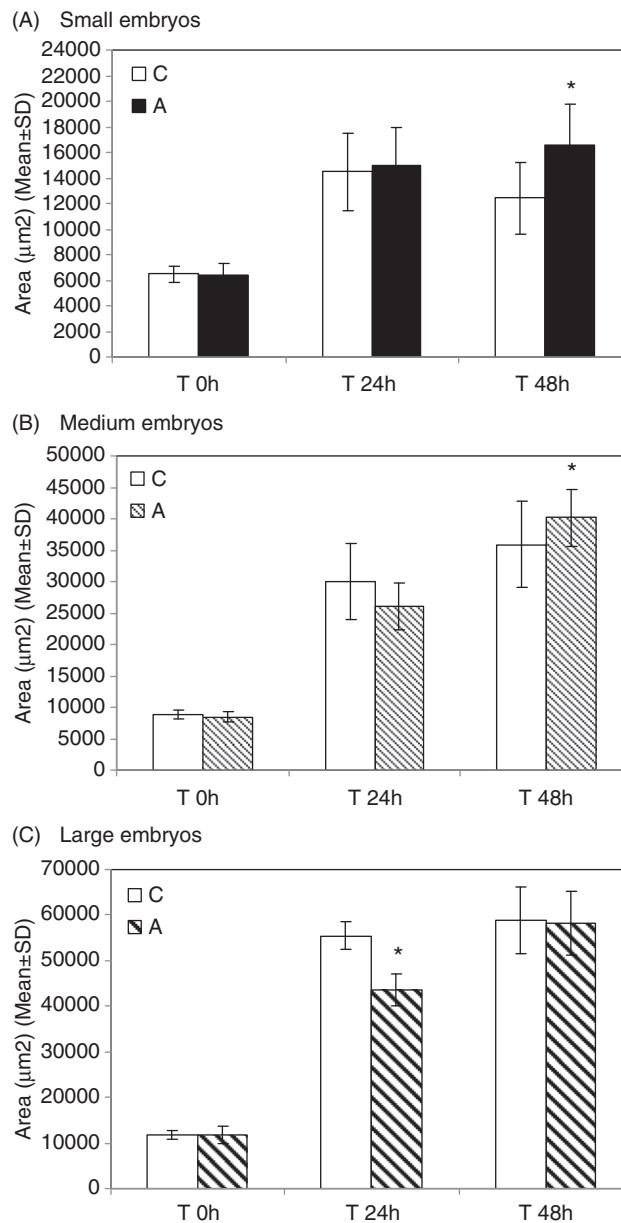 (A) Small embryos
24000
22000
20000
18000
16000
14000
12000
10000
8000
6000
4000
2000
0
Area (μm2) (Mean±SD)
C
A
*
T 0h T 24h T 48h
(B) Medium embryos
50000
45000
40000
35000
30000
25000
20000
15000
10000
5000
0
Area (μm2) (Mean±SD)
C
A
*
T 0h T 24h T 48h
(C) Large embryos
70000
60000
50000
40000
30000
20000
10000
0
Area (μm2) (Mean±SD)
C
A
*
T 0h T 24h T 48h